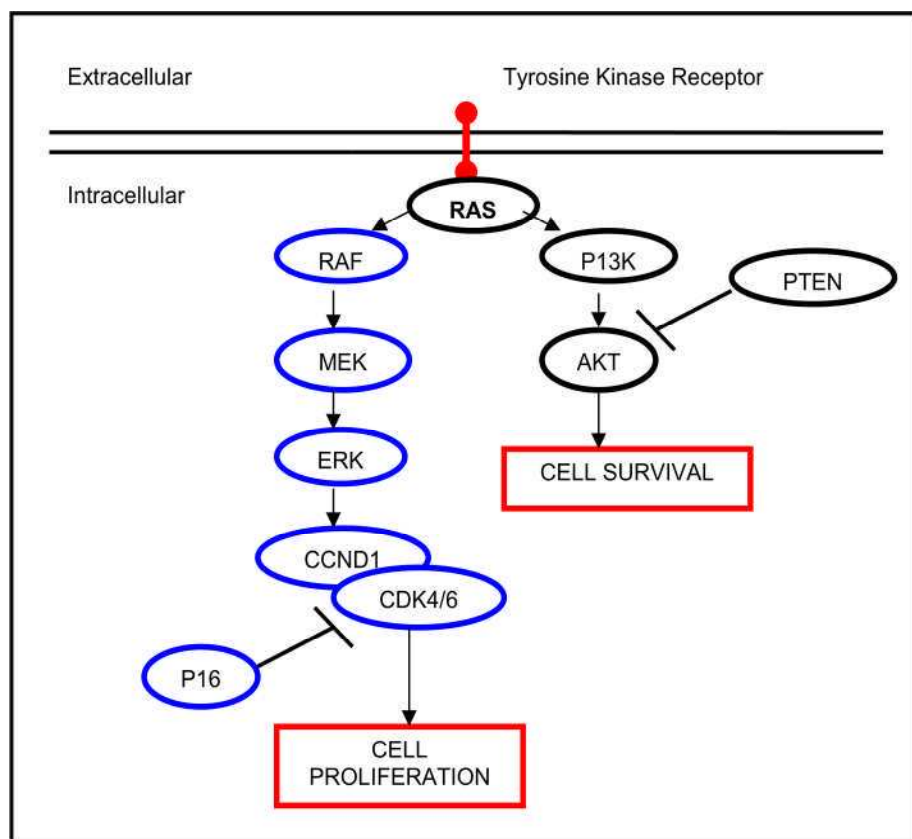 Extracellular
Tyrosine Kinase Receptor
Intracellular
RAS
RAF
P13K
PTEN
MEK
AKT
ERK
CELL SURVIVAL
CCND1
CDK4/6
P16
CELL
PROLIFERATION